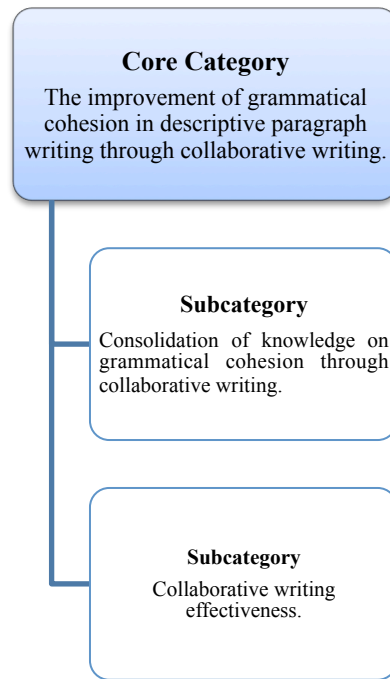 Core Category
The improvement of grammatical
cohesion in descriptive paragraph
writing through collaborative writing.
Subcategory
Consolidation of knowledge on
grammatical cohesion through
collaborative writing.
Subcategory
Collaborative writing
effectiveness.